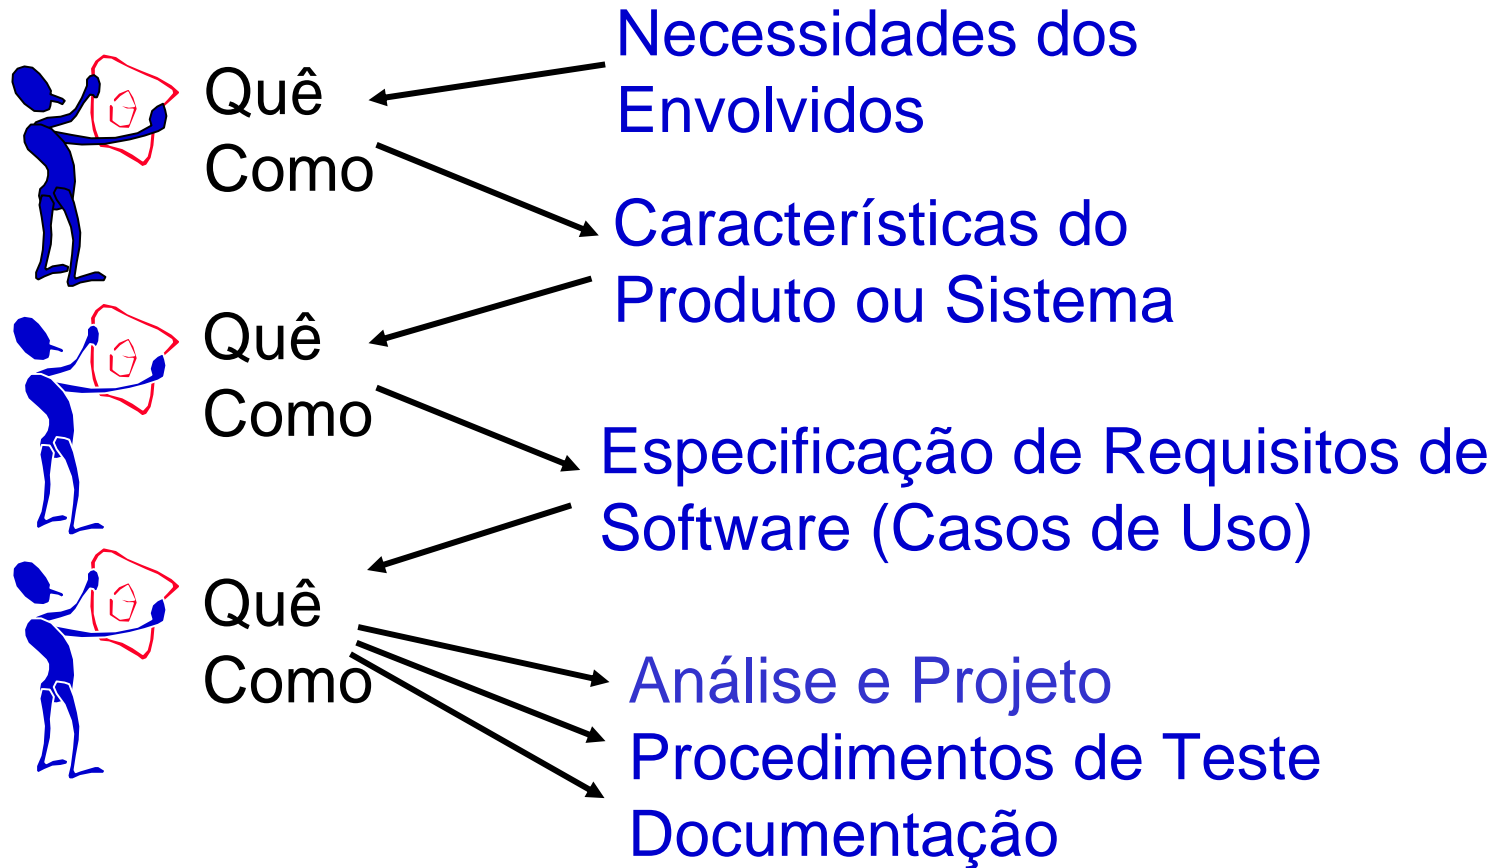 Necessidades dos
Envolvidos
Quê
Como
Características do
Produto ou Sistema
Quê
Como
Especificação de Requisitos de
Software (Casos de Uso)
Quê
Como
Análise e Projeto
Procedimentos de Teste
Documentação